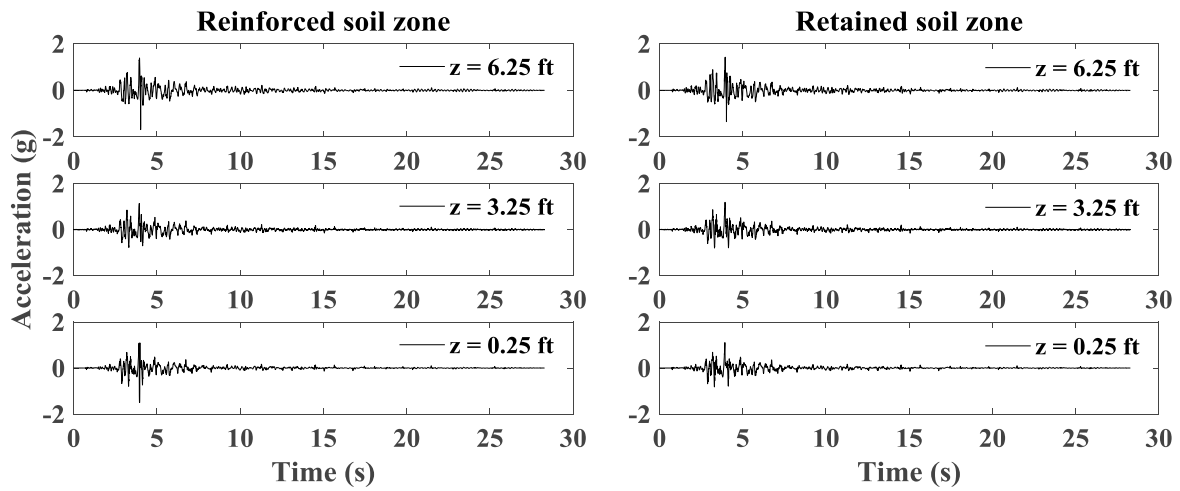 Reinforced soil zone
Retained soil zone
Acceleration (g)
2
0
-2
z = 6.25 ft
0 5 10 15 20 25 30
2
0
-2
z = 6.25 ft
0 5 10 15 20 25 30
2
0
-2
z = 3.25 ft
0 5 10 15 20 25 30
2
0
-2
z = 3.25 ft
0 5 10 15 20 25 30
2
0
-2
z = 0.25 ft
0 5 10 15 20 25 30
2
0
-2
z = 0.25 ft
0 5 10 15 20 25 30
Time (s)
Time (s)